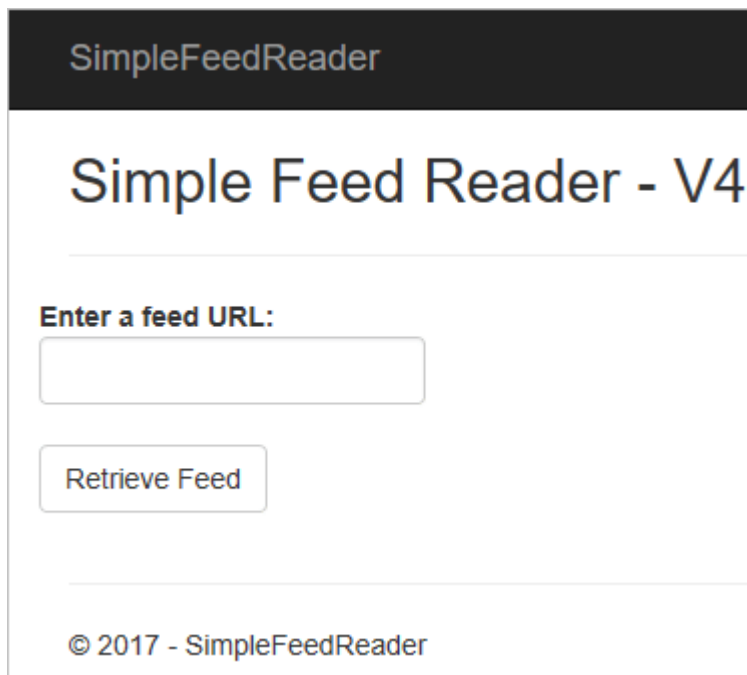 SimpleFeedReader
Simple Feed Reader - V4
Enter a feed URL:
Retrieve Feed
© 2017 - SimpleFeedReader